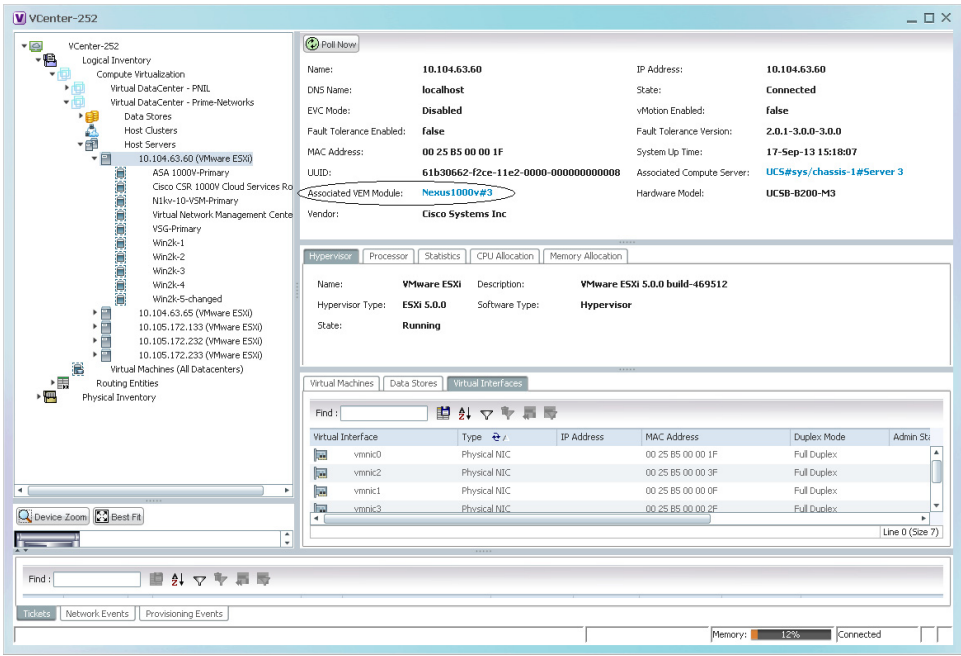 VCenter-252
VCenter-252
Logical Inventory
Compute Virtualization
Virtual DataCenter - PNIL
Virtual DataCenter - Prime-Networks
Data Stores
Host Clusters
Host Servers
10.104.63.60 (VMware ESXi)
ASA 1000V-Primary
Cisco CSR 1000V Cloud Services Ro
N1kv-10-VSM-Primary
Virtual Network Management Cente
VSG-Primary
Win2k-1
Win2k-2
Win2k-3
Win2k-4
Win2k-5-changed
10.104.63.65 (VMware ESXi)
10.105.172.133 (VMware ESXi)
10.105.172.232 (VMware ESXi)
10.105.172.233 (VMware ESXi)
Virtual Machines (All Datacenters)
Routing Entities
Physical Inventory
Device Zoom Best Fit
Poll Now
Name: 10.104.63.60 IP Address: 10.104.63.60
DNS Name: localhost State: Connected
EVC Mode: Disabled vMotion Enabled: false
Fault Tolerance Enabled: false Fault Tolerance Version: 2.0.1-3.0.0-3.0.0
MAC Address: 00 25 B5 00 00 1F System Up Time: 17-Sep-13 15:18:07
UUID: 61b30662-f2ce-11e2-0000-000000000008 Associated Compute Server: UCS#sys/chassis-1#Server 3
Associated VEM Module: Nexus1000v#3 Hardware Model: UCSB-B200-M3
Vendor: Cisco Systems Inc
Hypervisor Processor Statistics CPU Allocation Memory Allocation
Name: VMware ESXi Description: VMware ESXi 5.0.0 build-469512
Hypervisor Type: ESXi 5.0.0 Software Type: Hypervisor
State: Running
Virtual Machines Data Stores Virtual Interfaces
Find :
Virtual Interface Type IP Address MAC Address Duplex Mode Admin Sta
vmnic0 Physical NIC 00 25 B5 00 00 1F Full Duplex
vmnic2 Physical NIC 00 25 B5 00 00 3F Full Duplex
vmnic1 Physical NIC 00 25 B5 00 00 0F Full Duplex
vmnic3 Physical NIC 00 25 B5 00 00 2F Full Duplex
Line 0 (Size 7)
Find :
Tickets Network Events Provisioning Events
Memory: 12% Connected